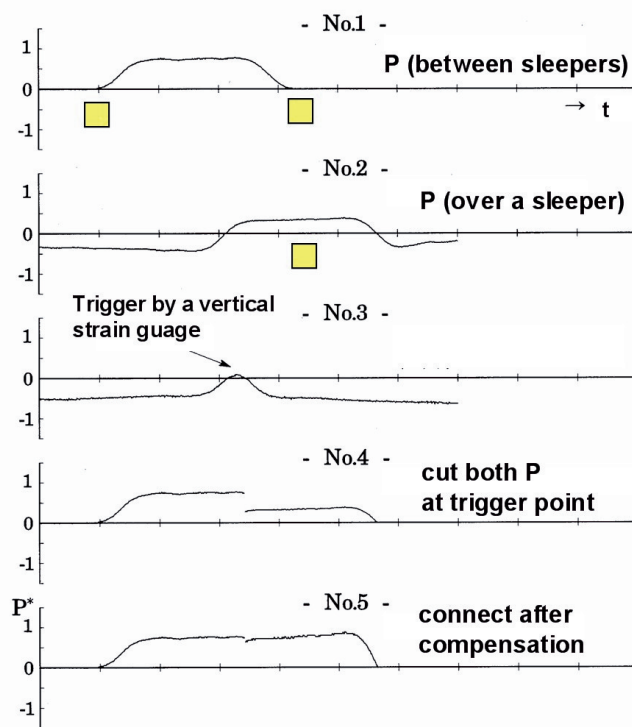 - No.1 -
1
0
-1
P (between sleepers)
→ t
- No.2 -
1
0
-1
P (over a sleeper)
- No.3 -
1
0
-1
Trigger by a vertical
strain guage
- No.4 -
1
0
-1
cut both P
at trigger point
- No.5 -
P*
1
0
-1
connect after
compensation